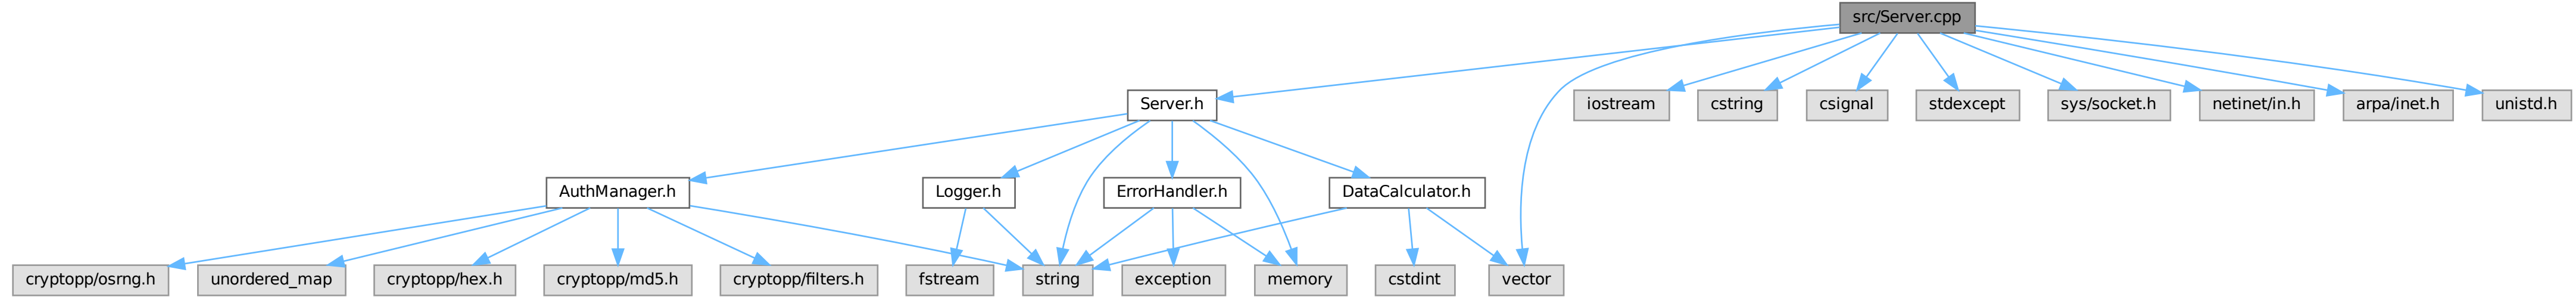 src/Server.cpp
Server.h
iostream
cstring
csignal
stdexcept
sys/socket.h
netinet/in.h
arpa/inet.h
unistd.h
AuthManager.h
Logger.h
ErrorHandler.h
DataCalculator.h
cryptopp/osrng.h
unordered_map
cryptopp/hex.h
cryptopp/md5.h
cryptopp/filters.h
fstream
string
exception
memory
cstdint
vector